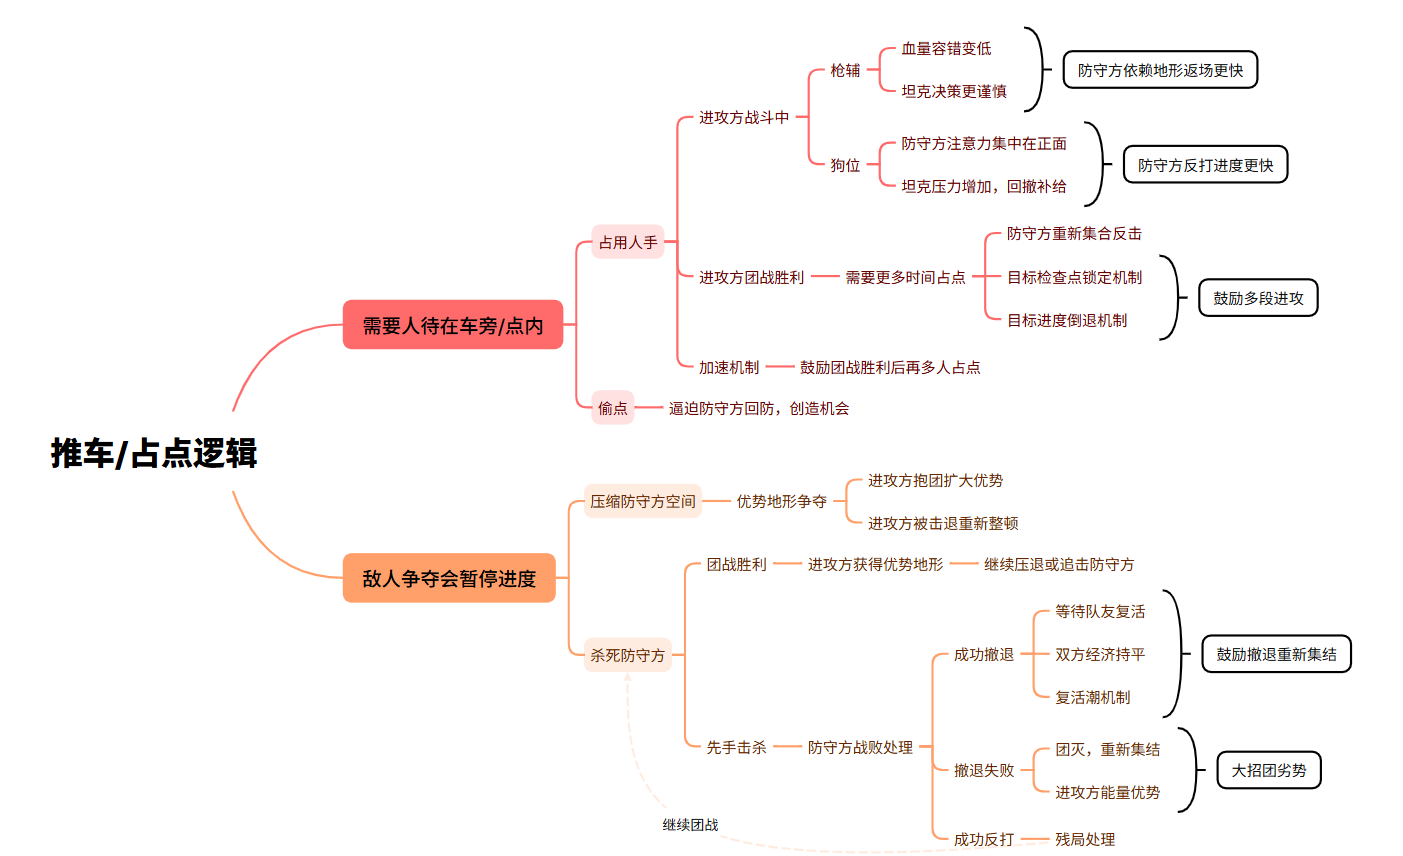 推车/占点逻辑
需要人待在车旁/点内
占用人手
进攻方战斗中
枪辅
血量容错变低
坦克决策更谨慎
防守方依赖地形返场更快
狗位
防守方注意力集中在正面
坦克压力增加，回撤补给
防守方反打进度更快
进攻方团战胜利
需要更多时间占点
防守方重新集合反击
目标检查点锁定机制
目标进度倒退机制
鼓励多段进攻
加速机制
鼓励团战胜利后再多人占点
偷点
逼迫防守方回防，创造机会
敌人争夺会暂停进度
压缩防守方空间
优势地形争夺
进攻方抱团扩大优势
进攻方被击退重新整顿
杀死防守方
团战胜利
进攻方获得优势地形
继续压退或追击防守方
先手击杀
防守方战败处理
成功撤退
等待队友复活
双方经济持平
复活潮机制
鼓励撤退重新集结
撤退失败
团灭，重新集结
进攻方能量优势
大招团劣势
成功反打
残局处理
继续团战